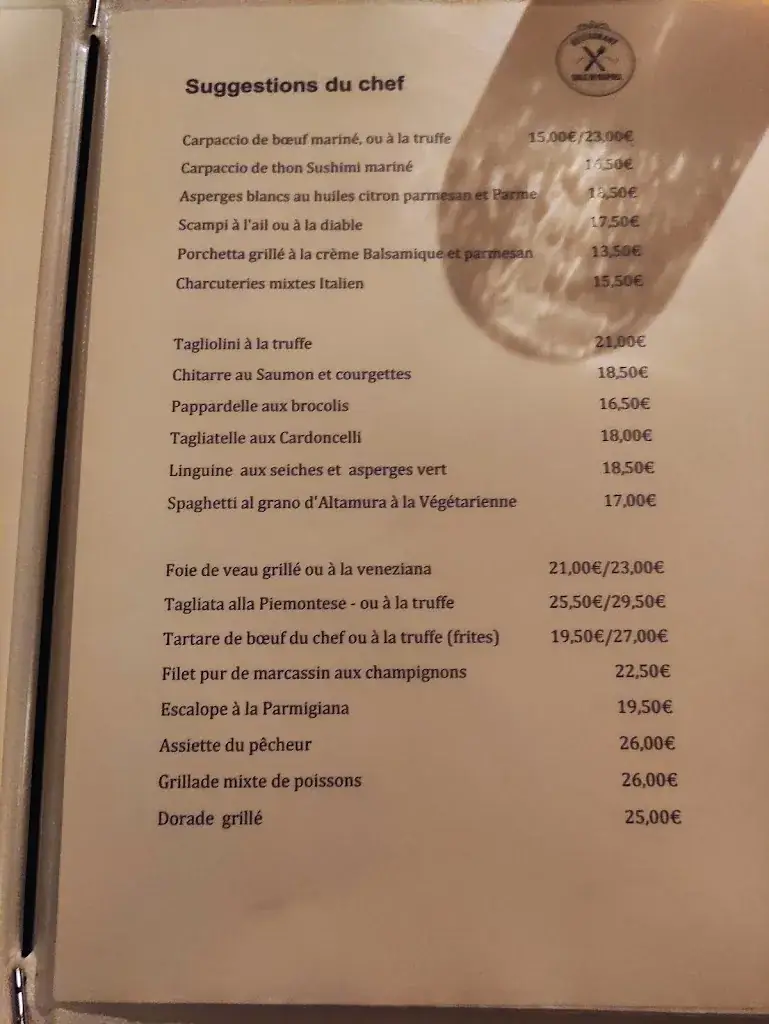 RESTAURANT
Suggestions du chef
Carpaccio de bœuf mariné, ou à la truffe 15,00€/23,00€
Carpaccio de thon Sushimi mariné
Asperges blancs au huiles citron parmesan et Parme
Scampi à l'ail ou à la diable 17,50€
Porchetta grillé à la crème Balsamique et parmesan 13,50€
Charcuteries mixtes Italien 15,50€
Tagliolini à la truffe 21,00€
Chitarre au Saumon et courgettes 18,50€
Pappardelle aux brocolis 16,50€
Tagliatelle aux Cardoncelli 18,00€
Linguine aux seiches et asperges vert 18,50€
Spaghetti al grano d'Altamura à la Végétarienne 17,00€
Foie de veau grillé ou à la veneziana 21,00€/23,00€
Tagliata alla Piemontese - ou à la truffe 25,50€/29,50€
Tartare de bœuf du chef ou à la truffe (frites) 19,50€/27,00€
Filet pur de marcassin aux champignons 22,50€
Escalope à la Parmigiana 19,50€
Assiette du pêcheur 26,00€
Grillade mixte de poissons 26,00€
Dorade grillé 25,00€